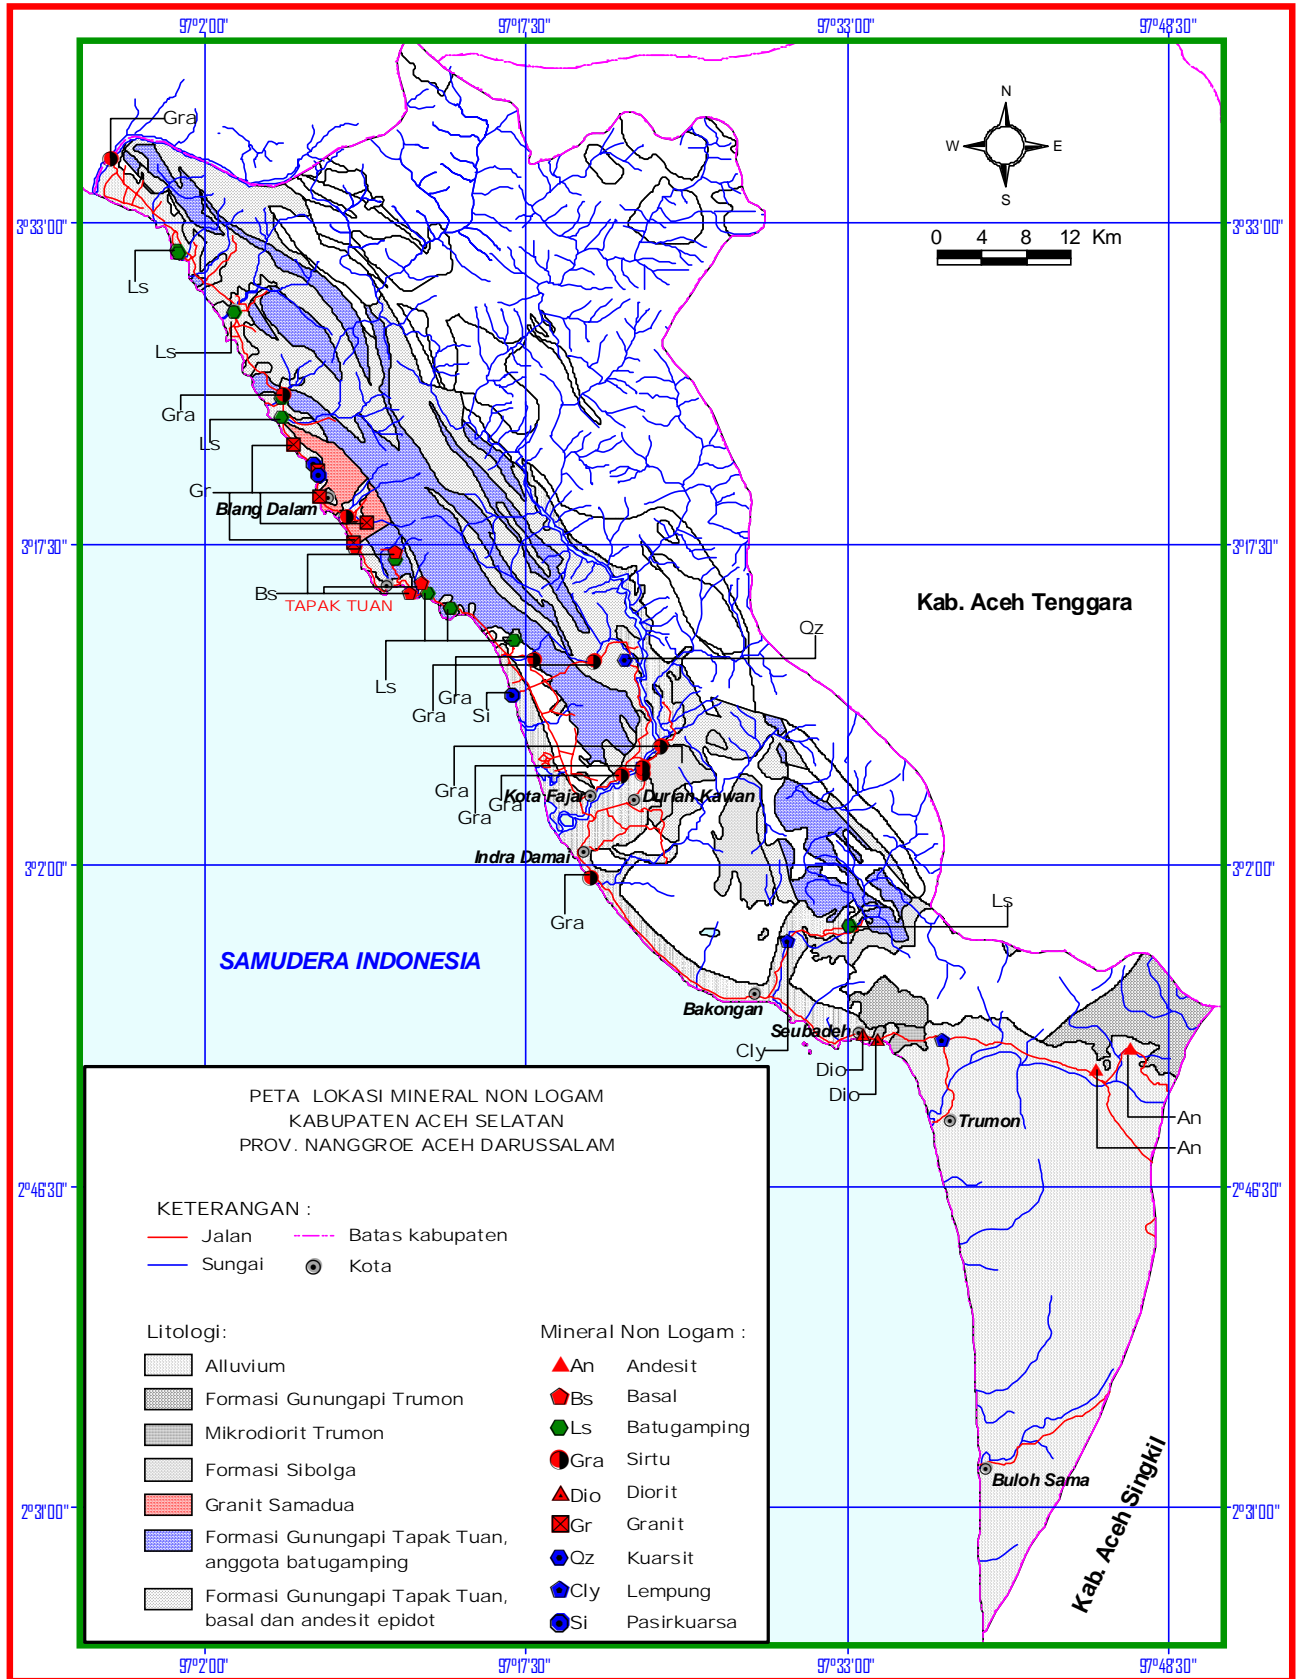 97°2'00"
97°17'30"
97°33'00"
97°48'30"
Gra
N
W
E
S
3°33'00"
3°33'00"
0 4 8 12 Km
Ls
Ls
Gra
Ls
Gr
Blang Dalam
3°17'30"
3°17'30"
Bs
TAPAK TUAN
Kab. Aceh Tenggara
Qz
Ls
Gra
Gra
Si
Gra
Gra
Gra
Kota Faja
Durian Kawan
Indra Damai
3°2'00"
3°2'00"
Gra
Ls
SAMUDERA INDONESIA
Bakongan
Seubadeh
Cly
Dio
Dio
Trumon
An
An
2°46'30"
2°46'30"
PETA LOKASI MINERAL NON LOGAM
KABUPATEN ACEH SELATAN
PROV. NANGGROE ACEH DARUSSALAM
KETERANGAN :
Jalan
Batas kabupaten
Sungai
Kota
Litologi:
Alluvium
Formasi Gunungapi Trumon
Mikrodiorit Trumon
Formasi Sibolga
Granit Samadua
Formasi Gunungapi Tapak Tuan,
anggota batugamping
Formasi Gunungapi Tapak Tuan,
basal dan andesit epidot
Mineral Non Logam :
An Andesit
Bs Basal
Ls Batugamping
Gra Sirtu
Dio Diorit
Gr Granit
Qz Kuarsit
Cly Lempung
Si Pasirkuarsa
Buloh Sama
Kab. Aceh Singkil
2°31'00"
2°31'00"
97°2'00"
97°17'30"
97°33'00"
97°48'30"